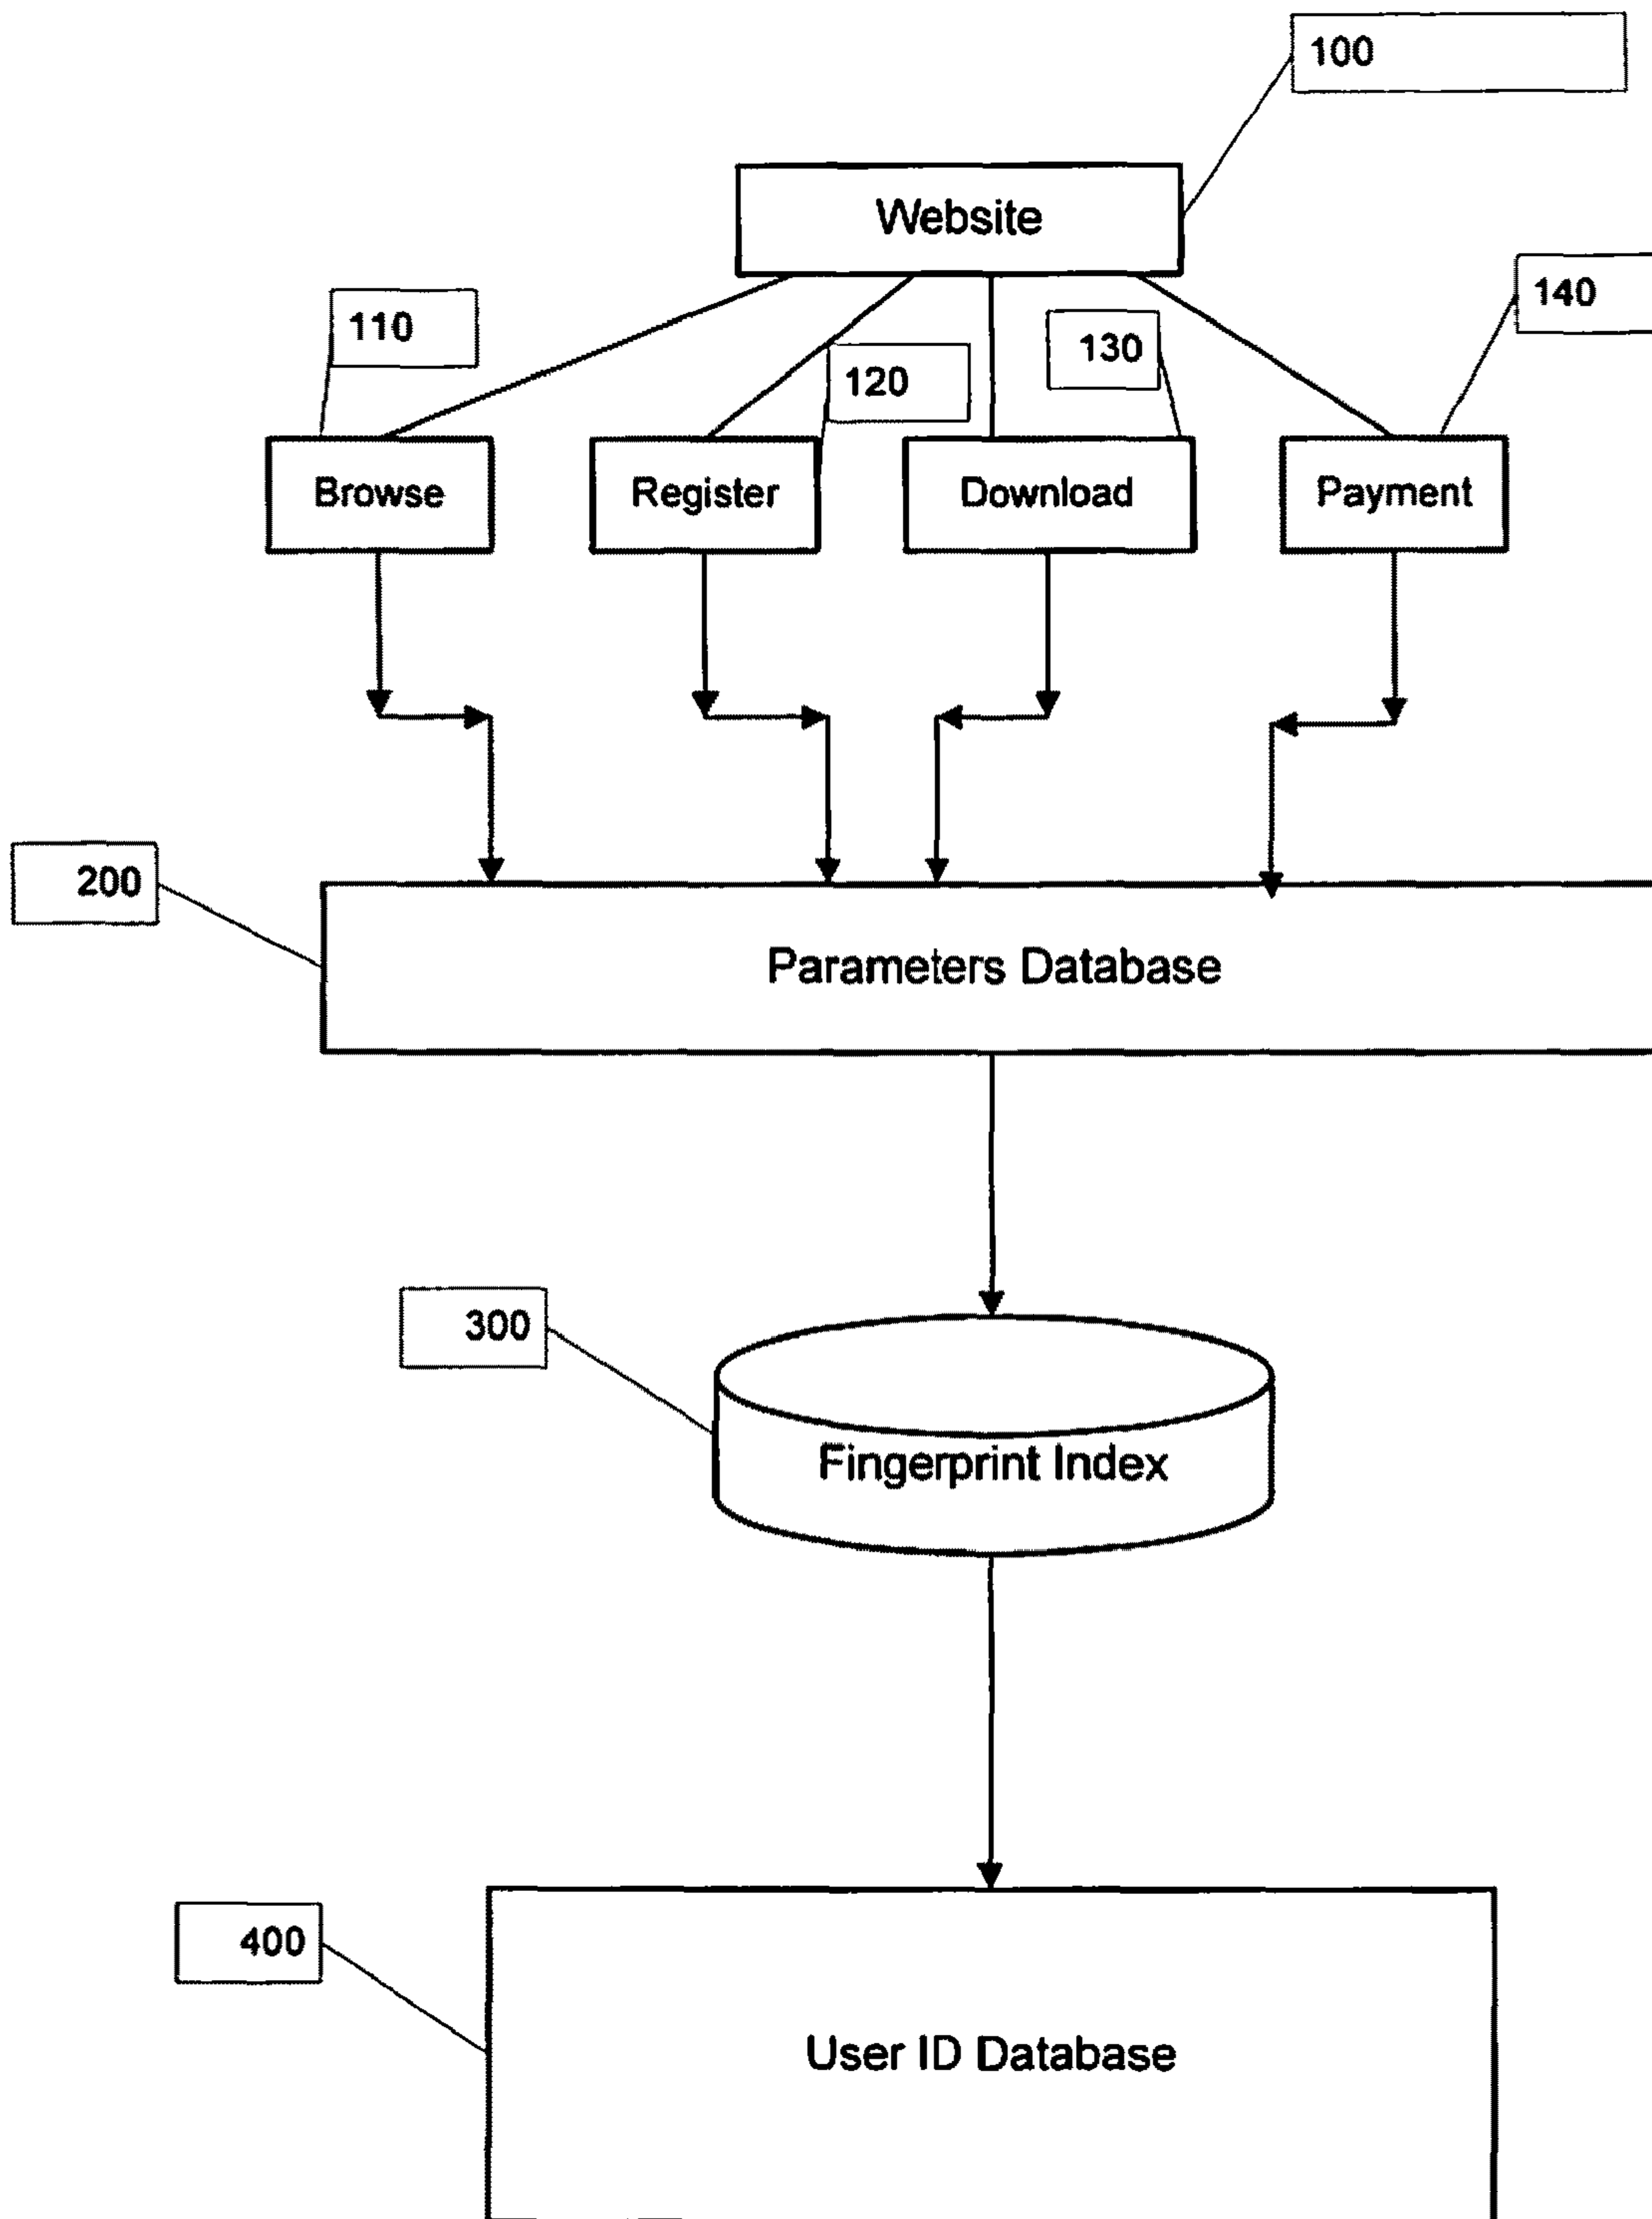 100
Website
140
110
130
120
Browse
Register
Download
Payment
200
Parameters Database
300
Fingerprint Index
400
User ID Database